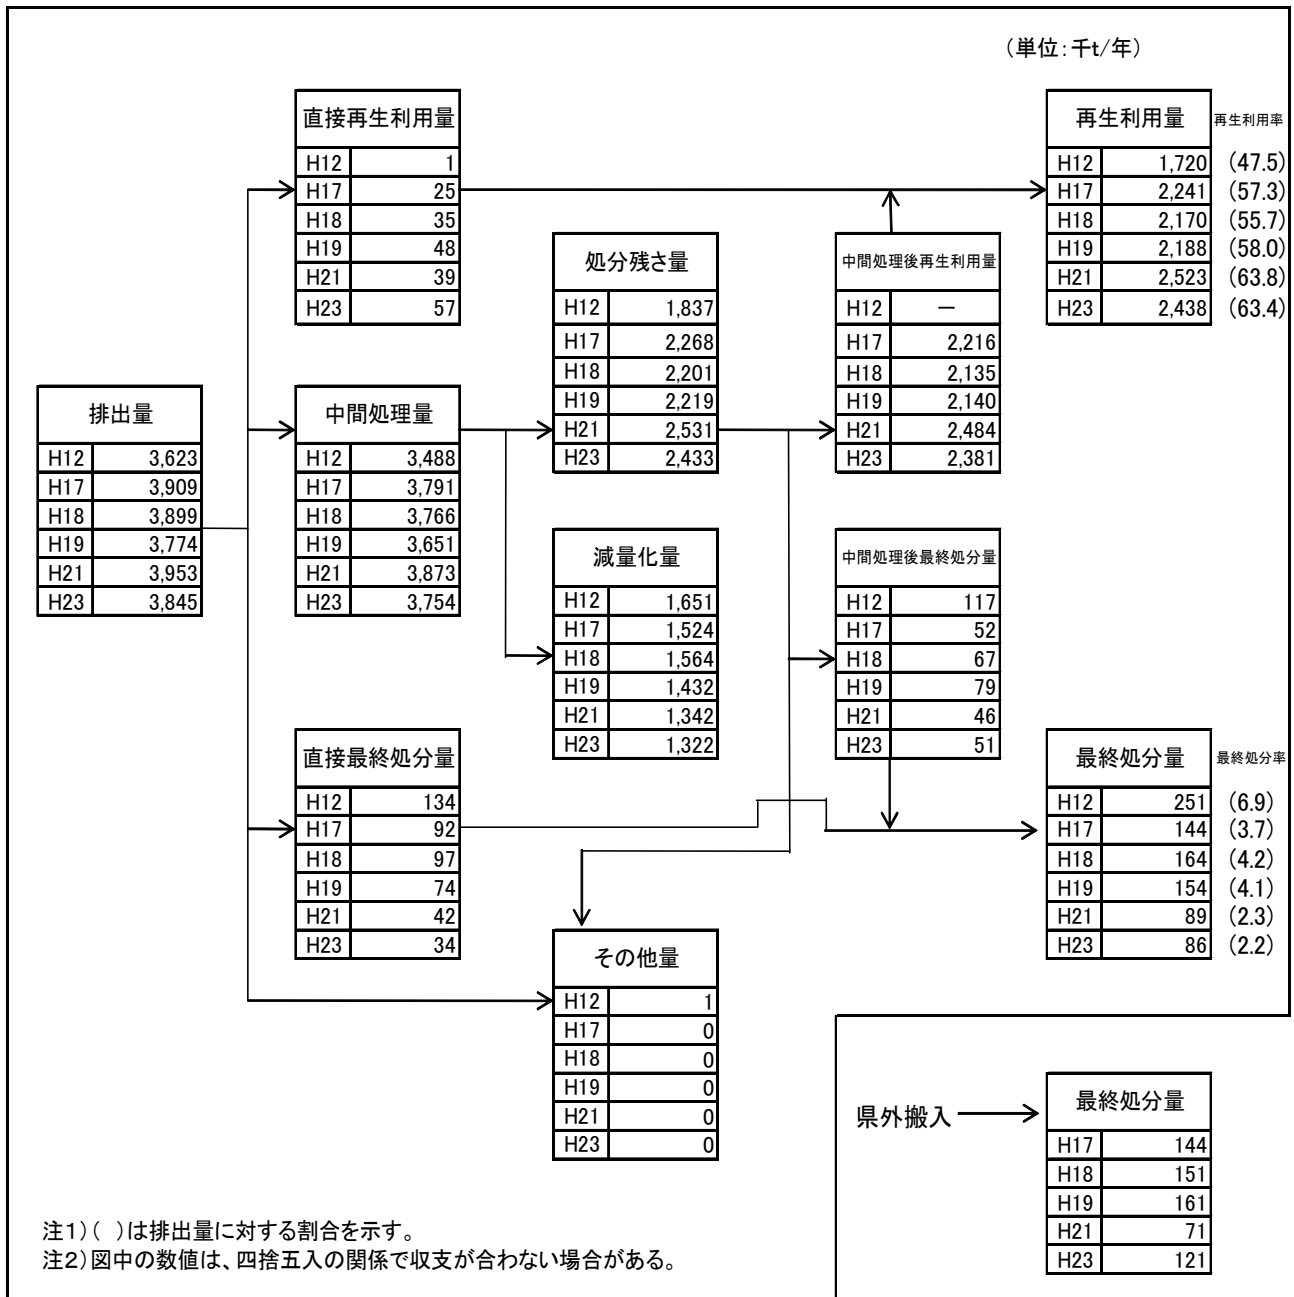 (単位:千t/年)
直接再生利用量
H12 1
H17 25
H18 35
H19 48
H21 39
H23 57
再生利用量 再生利用率
H12 1,720 (47.5)
H17 2,241 (57.3)
H18 2,170 (55.7)
H19 2,188 (58.0)
H21 2,523 (63.8)
H23 2,438 (63.4)
処分残さ量
H12 1,837
H17 2,268
H18 2,201
H19 2,219
H21 2,531
H23 2,433
中間処理後再生利用量
H12 －
H17 2,216
H18 2,135
H19 2,140
H21 2,484
H23 2,381
排出量
H12 3,623
H17 3,909
H18 3,899
H19 3,774
H21 3,953
H23 3,845
中間処理量
H12 3,488
H17 3,791
H18 3,766
H19 3,651
H21 3,873
H23 3,754
減量化量
H12 1,651
H17 1,524
H18 1,564
H19 1,432
H21 1,342
H23 1,322
中間処理後最終処分量
H12 117
H17 52
H18 67
H19 79
H21 46
H23 51
直接最終処分量
H12 134
H17 92
H18 97
H19 74
H21 42
H23 34
最終処分量 最終処分率
H12 251 (6.9)
H17 144 (3.7)
H18 164 (4.2)
H19 154 (4.1)
H21 89 (2.3)
H23 86 (2.2)
その他量
H12 1
H17 0
H18 0
H19 0
H21 0
H23 0
県外搬入
最終処分量
H17 144
H18 151
H19 161
H21 71
H23 121
注1)( )は排出量に対する割合を示す。
注2)図中の数値は、四捨五入の関係で収支が合わない場合がある。